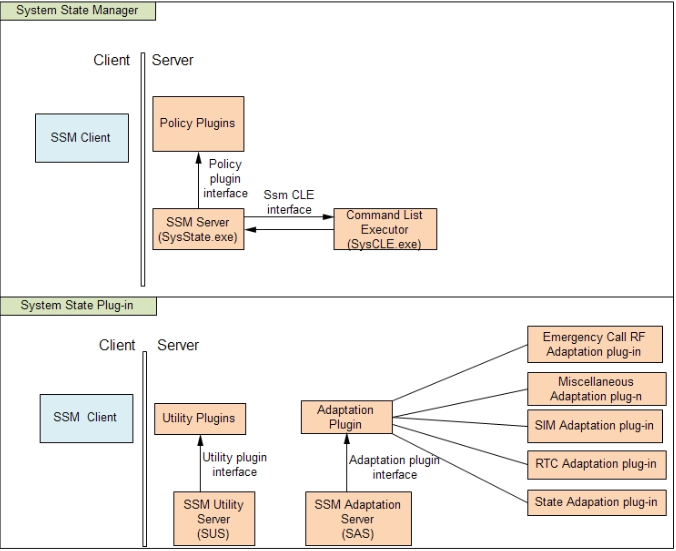 System State Manager
Client
Server
SSM Client
Policy Plugins
Policy
plugin
interface
Ssm CLE
interface
SSM Server
(SysState.exe)
Command List
Executor
(SysCLE.exe)
System State Plug-in
Client
Server
SSM Client
Utility Plugins
Adaptation
Plugin
Emergency Call RF
Adaptation plug-in
Miscellaneous
Adaptation plug-n
SIM Adaptation plug-in
RTC Adaptation plug-in
State Adapation plug-in
Utility plugin
interface
Adaptation plugin
interface
SSM Utility
Server
(SUS)
SSM Adaptation
Server
(SAS)